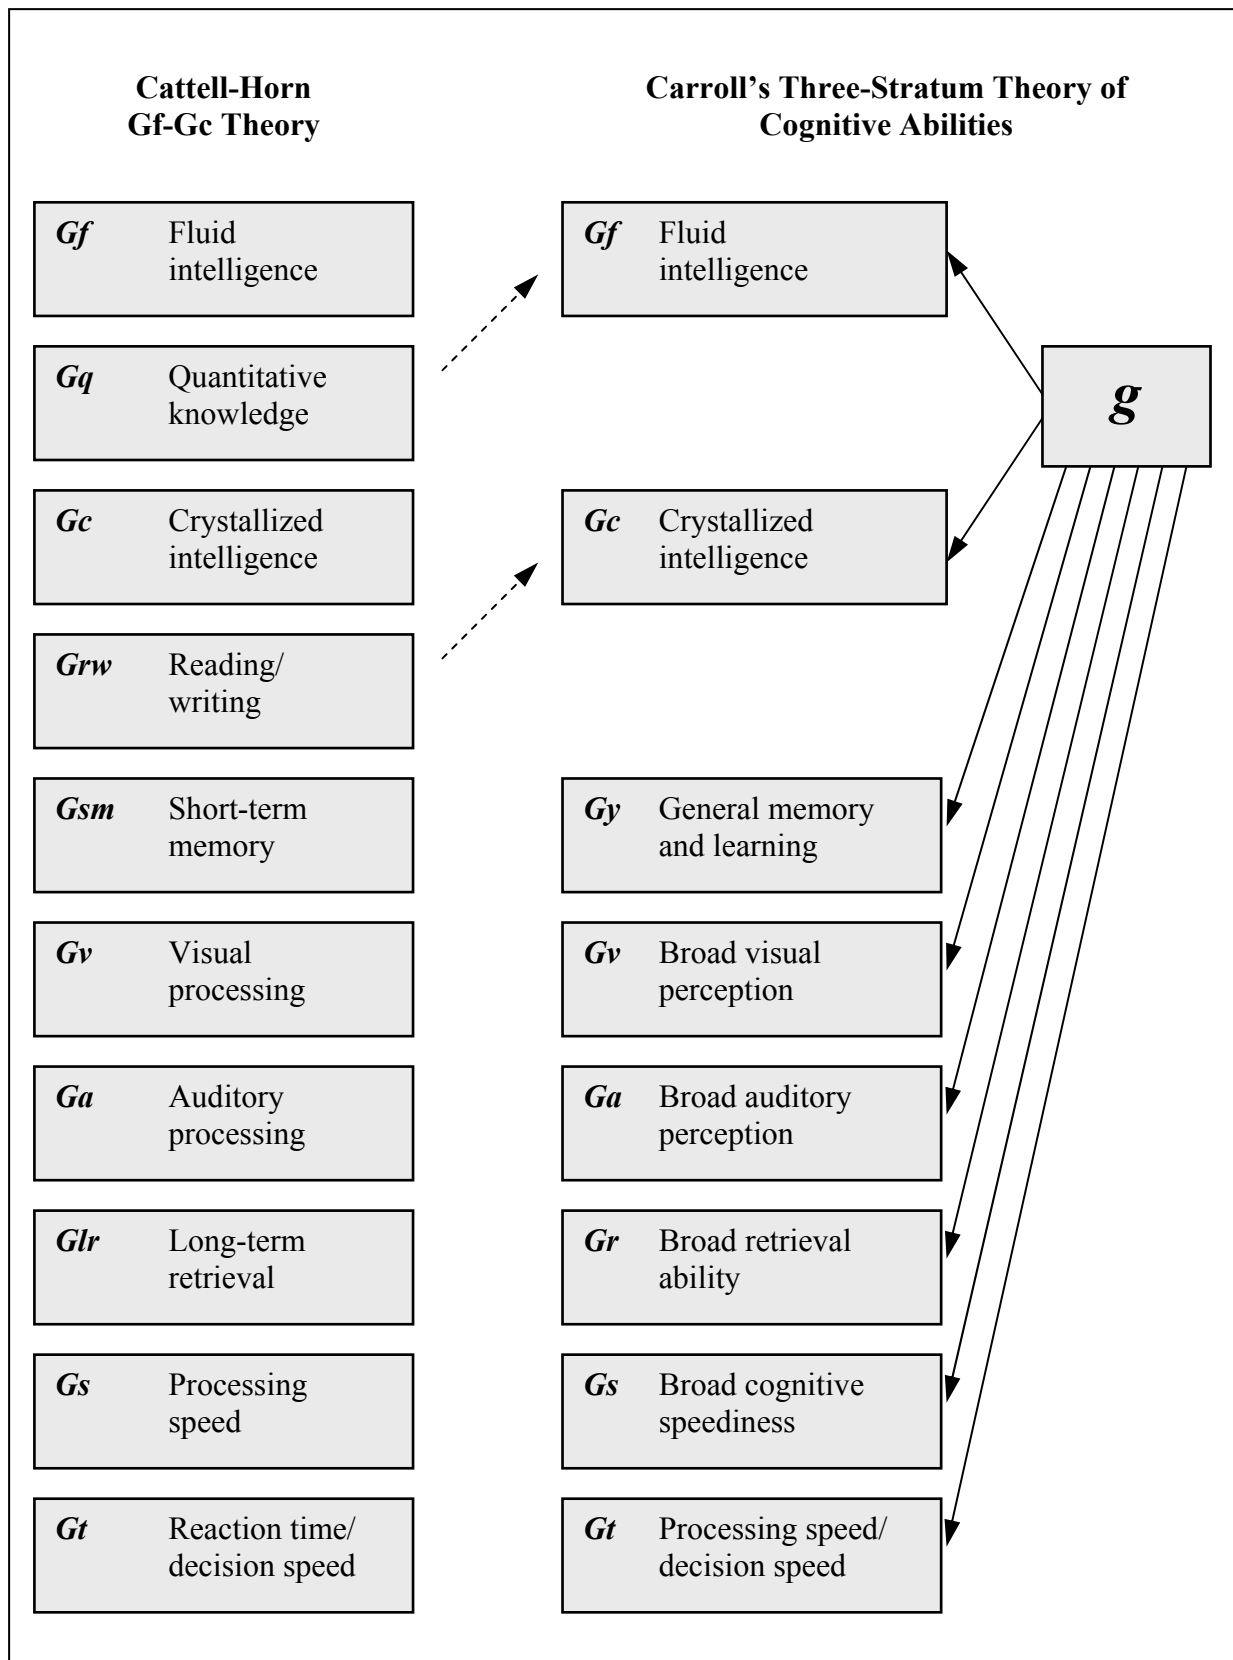 Cattell-Horn
Gf-Gc Theory
Carroll’s Three-Stratum Theory of
Cognitive Abilities
Gf Fluid
intelligence
Gf Fluid
intelligence
Gq Quantitative
knowledge
g
Gc Crystallized
intelligence
Gc Crystallized
intelligence
Grw Reading/
writing
Gsm Short-term
memory
Gy General memory
and learning
Gv Visual
processing
Gv Broad visual
perception
Ga Auditory
processing
Ga Broad auditory
perception
Glr Long-term
retrieval
Gr Broad retrieval
ability
Gs Processing
speed
Gs Broad cognitive
speediness
Gt Reaction time/
decision speed
Gt Processing speed/
decision speed